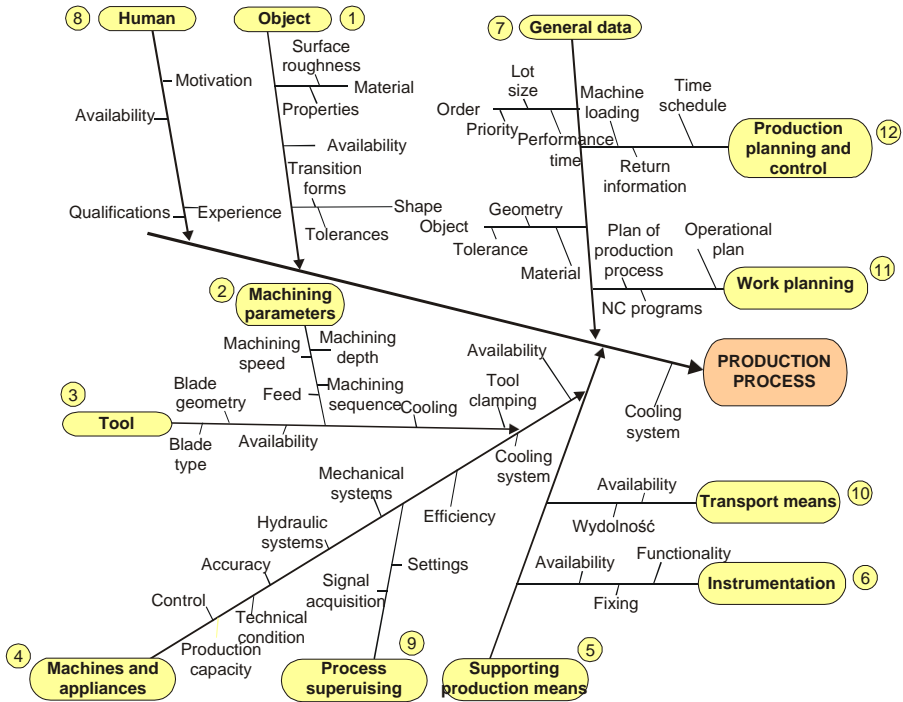 8
Human
Object
1
7
General data
Motivation
Availability
Qualifications
Experience
Surface
roughness
Material
Properties
Availability
Transition
forms
Shape
Tolerances
Lot
size
Order
Priority
Performance
time
Machine
loading
Time
schedule
Return
information
Production
planning and
control
12
Geometry
Object
Tolerance
Material
Plan of
production
process
Operational
plan
NC programs
Work planning
11
2
Machining
parameters
Machining
speed
Machining
depth
Feed
Machining
sequence
3
Tool
Blade
geometry
Blade
type
Availability
Cooling
Tool
clamping
Availability
Cooling
system
PRODUCTION
PROCESS
Cooling
system
Mechanical
systems
Efficiency
Hydraulic
systems
Accuracy
Control
Technical
condition
Production
capacity
4
Machines and
appliances
Settings
Signal
acquisition
9
Process
superuising
Availability
Wydolność
Transport means
10
Availability
Functionality
Fixing
Instrumentation
6
5
Supporting
production means